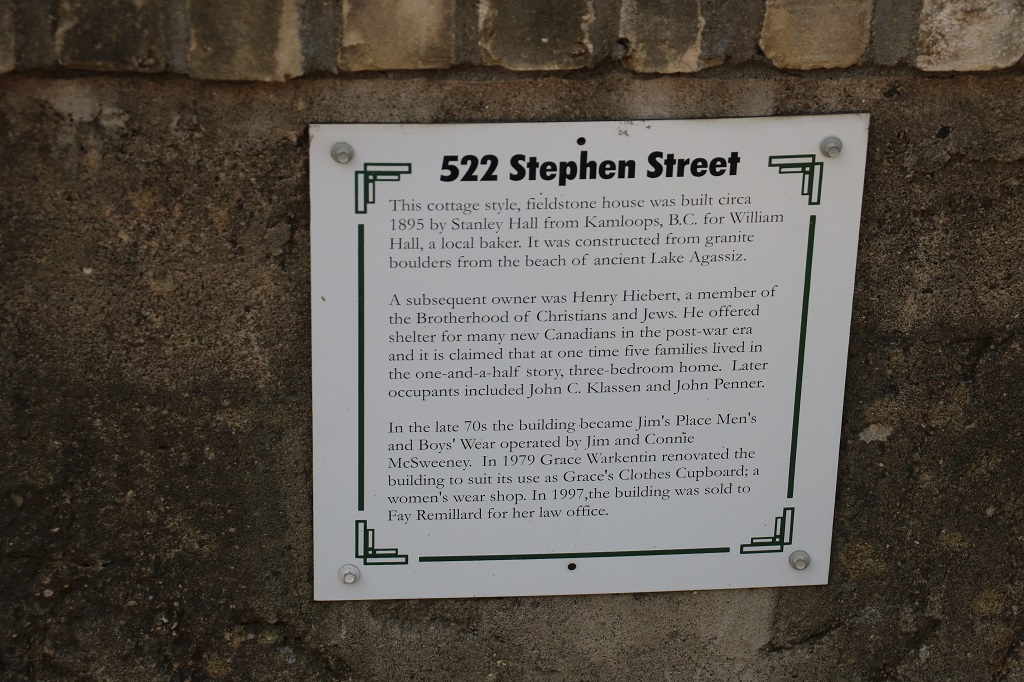 522 Stephen Street
This cottage style, fieldstone house was built circa
1895 by Stanley Hall from Kamloops, B.C. for William
Hall, a local baker. It was constructed from granite
boulders from the beach of ancient Lake Agassiz.
A subsequent owner was Henry Hiebert, a member of
the Brotherhood of Christians and Jews. He offered
shelter for many new Canadians in the post-war era
and it is claimed that at one time five families lived in
the one-and-a-half story, three-bedroom home. Later
occupants included John C. Klassen and John Penner.
In the late 70s the building became Jim's Place Men's
and Boys' Wear operated by Jim and Connie
McSweeney. In 1979 Grace Warkentin renovated the
building to suit its use as Grace's Clothes Cupboard; a
women's wear shop. In 1997,the building was sold to
Fay Remillard for her law office.